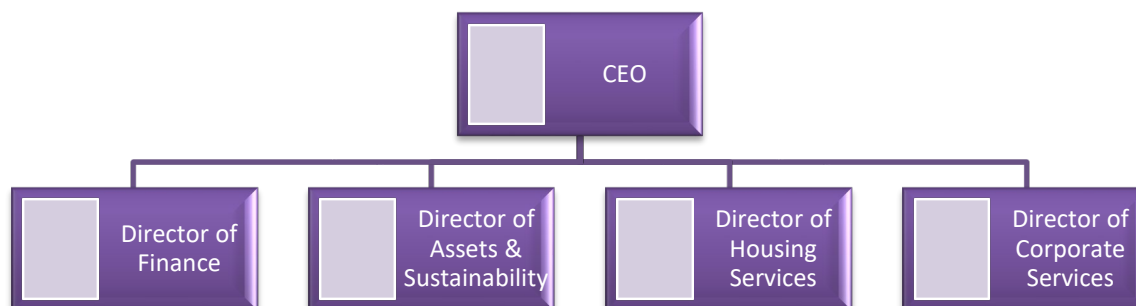 CEO
Director of
Finance
Director of
Assets &
Sustainability
Director of
Housing
Services
Director of
Corporate
Services